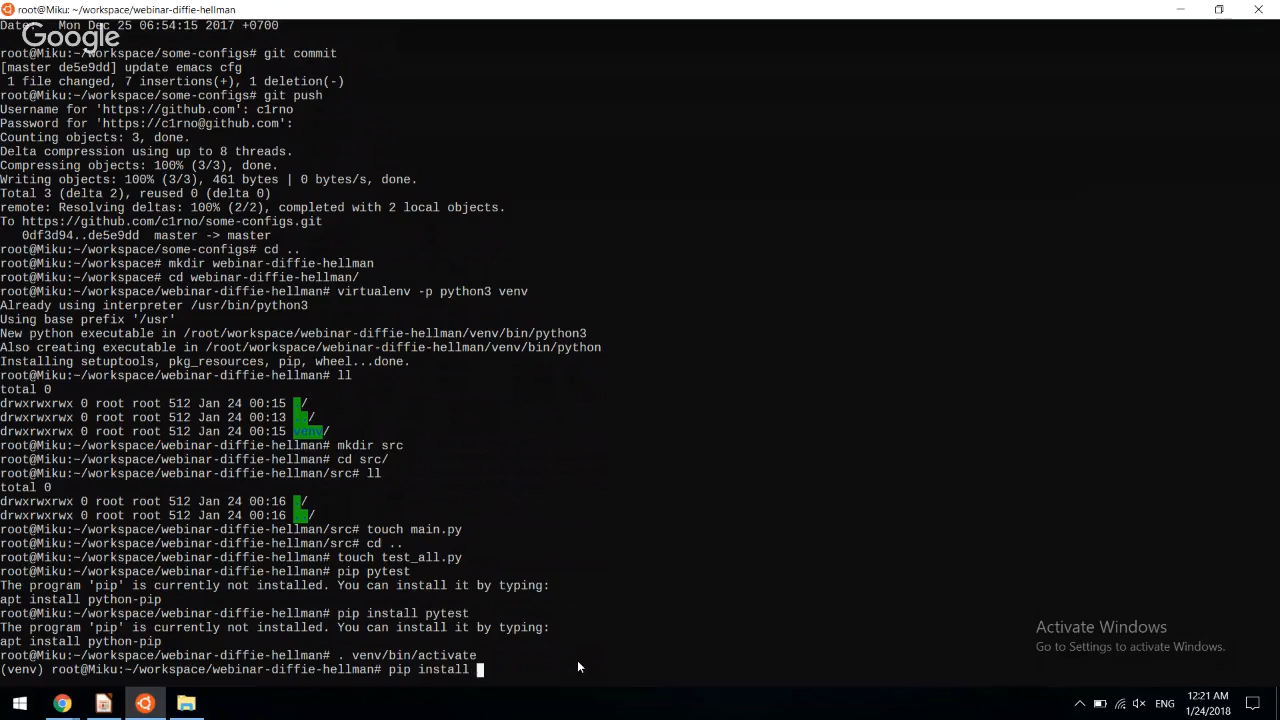 root@Miku: ~/workspace/webinar-diffie-hellman
Date:   Mon Dec 25 06:54:15 2017 +0700
Google
root@Miku:~/workspace/some-configs# git commit
[master de5e9dd] update emacs cfg
 1 file changed, 7 insertions(+), 1 deletion(-)
root@Miku:~/workspace/some-configs# git push
Username for 'https://github.com': c1rno
Password for 'https://c1rno@github.com':
Counting objects: 3, done.
Delta compression using up to 8 threads.
Compressing objects: 100% (3/3), done.
Writing objects: 100% (3/3), 461 bytes | 0 bytes/s, done.
Total 3 (delta 2), reused 0 (delta 0)
remote: Resolving deltas: 100% (2/2), completed with 2 local objects.
To https://github.com/c1rno/some-configs.git
   0df3d94..de5e9dd  master -> master
root@Miku:~/workspace/some-configs# cd ..
root@Miku:~/workspace# mkdir webinar-diffie-hellman
root@Miku:~/workspace# cd webinar-diffie-hellman/
root@Miku:~/workspace/webinar-diffie-hellman# virtualenv -p python3 venv
Already using interpreter /usr/bin/python3
Using base prefix '/usr'
New python executable in /root/workspace/webinar-diffie-hellman/venv/bin/python3
Also creating executable in /root/workspace/webinar-diffie-hellman/venv/bin/python
Installing setuptools, pkg_resources, pip, wheel...done.
root@Miku:~/workspace/webinar-diffie-hellman# ll
total 0
drwxrwxrwx 0 root root 512 Jan 24 00:15 ./
drwxrwxrwx 0 root root 512 Jan 24 00:13 ../
drwxrwxrwx 0 root root 512 Jan 24 00:15 venv/
root@Miku:~/workspace/webinar-diffie-hellman# mkdir src
root@Miku:~/workspace/webinar-diffie-hellman# cd src/
root@Miku:~/workspace/webinar-diffie-hellman/src# ll
total 0
drwxrwxrwx 0 root root 512 Jan 24 00:16 ./
drwxrwxrwx 0 root root 512 Jan 24 00:16 ../
root@Miku:~/workspace/webinar-diffie-hellman/src# touch main.py
root@Miku:~/workspace/webinar-diffie-hellman/src# cd ..
root@Miku:~/workspace/webinar-diffie-hellman# touch test_all.py
root@Miku:~/workspace/webinar-diffie-hellman# pip pytest
The program 'pip' is currently not installed. You can install it by typing:
apt install python-pip
root@Miku:~/workspace/webinar-diffie-hellman# pip install pytest
The program 'pip' is currently not installed. You can install it by typing:
apt install python-pip
root@Miku:~/workspace/webinar-diffie-hellman# . venv/bin/activate
(venv) root@Miku:~/workspace/webinar-diffie-hellman# pip install
Activate Windows
Go to Settings to activate Windows.
ENG
12:21 AM
1/24/2018